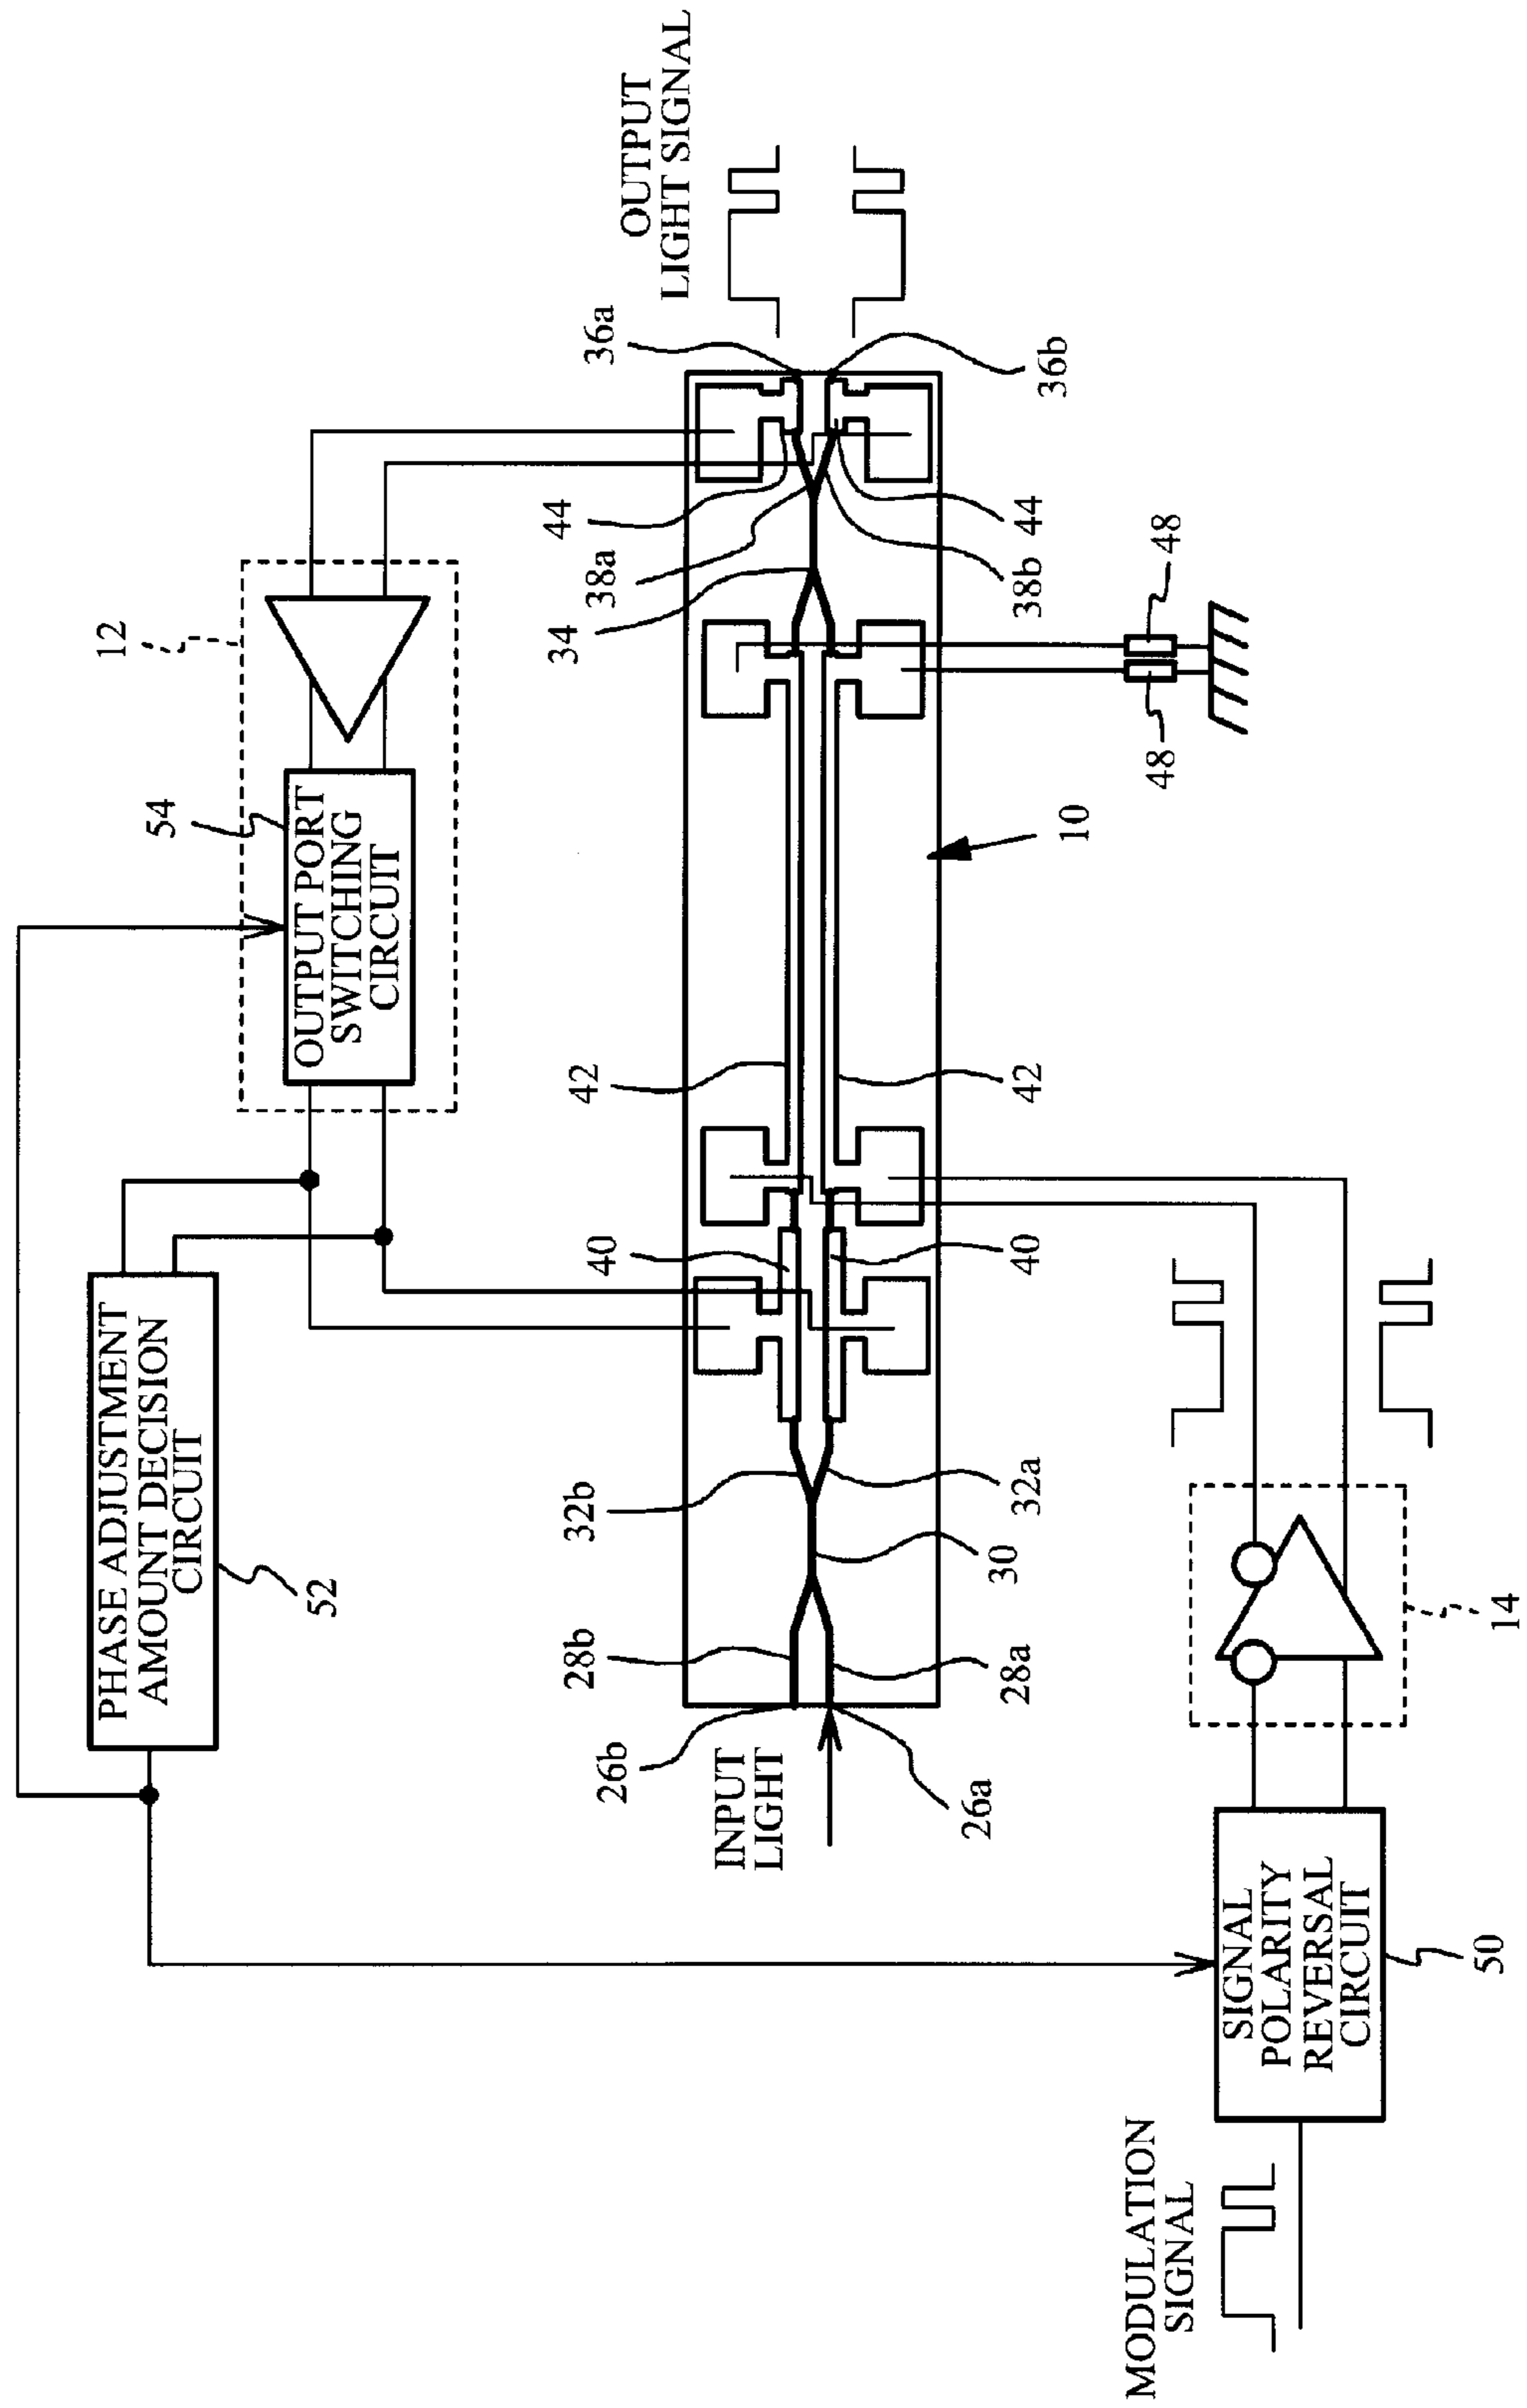 PHASE ADJUSTMENT
AMOUNT DECISION
CIRCUIT
52
54
OUTPUT PORT
SWITCHING
CIRCUIT
12
OUTPUT
LIGHT SIGNAL
INPUT
LIGHT
26b
26a
28b
28a
30
32b
32a
40
40
42
42
10
34
38a
38b
44
44
36a
36b
48
48
MODULATION
SIGNAL
SIGNAL
POLARITY
REVERSAL
CIRCUIT
50
14